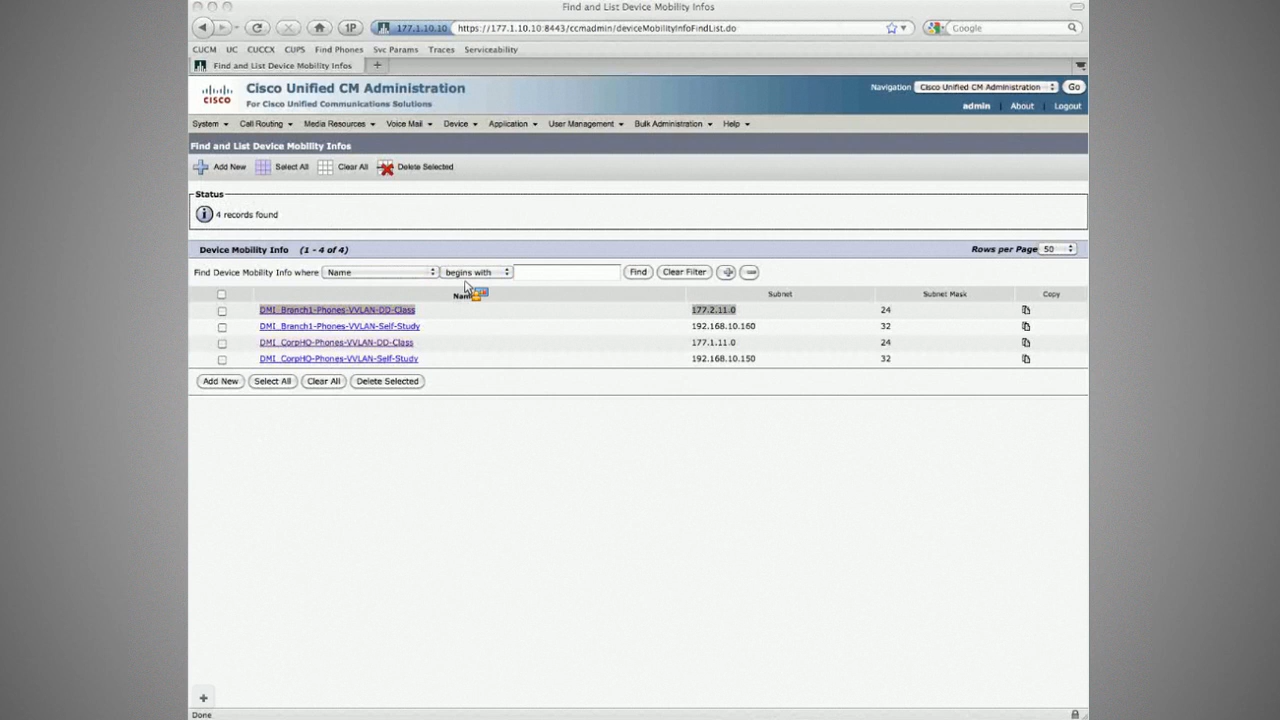 Find and List Device Mobility Infos
1P 177.1.10.10 https://177.1.10.10:8443/ccmadmin/deviceMobilityInfoFindList.do Google
CUCM UC CUCCX CUPS Find Phones Svc Params Traces Serviceability
Find and List Device Mobility Infos +
CISCO Cisco Unified CM Administration Navigation Cisco Unified CM Administration Go
For Cisco Unified Communications Solutions admin About Logout
System Call Routing Media Resources Voice Mail Device Application User Management Bulk Administration Help
Find and List Device Mobility Infos
Add New Select All Clear All Delete Selected
Status
4 records found
Device Mobility Info (1 - 4 of 4) Rows per Page 50
Find Device Mobility Info where Name begins with Find Clear Filter
Subnet Subnet Mask Copy
DMI_Branch1-Phones-VVLAN-DD-Class 177.2.11.0 24
DMI_Branch1-Phones-VVLAN-Self-Study 192.168.10.160 32
DMI_CorpHQ-Phones-VVLAN-DD-Class 177.1.11.0 24
DMI_CorpHQ-Phones-VVLAN-Self-Study 192.168.10.150 32
Add New Select All Clear All Delete Selected
Done